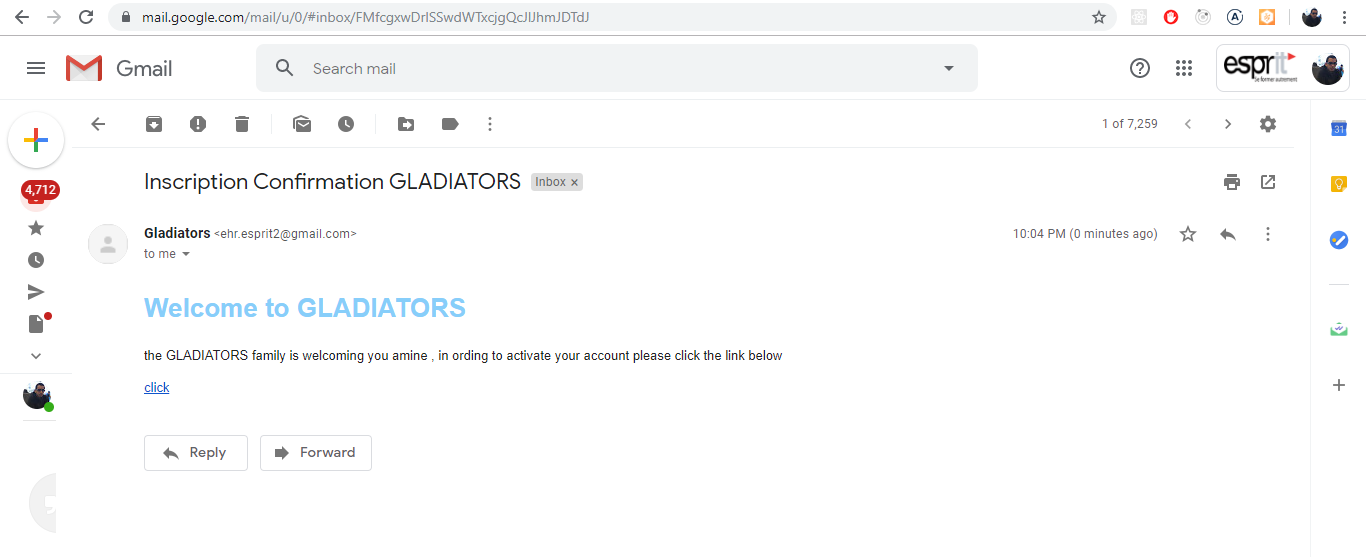 mail.google.com/mail/u/0/#inbox/FMfcgxwDrlSSwdWTxcjgQcJlJhmJDTdJ
Gmail
Search mail
esprit
Se former autrement
1 of 7,259
31
Inscription Confirmation GLADIATORS Inbox x
4,712
Gladiators <ehr.esprit2@gmail.com>
10:04 PM (0 minutes ago)
to me
Welcome to GLADIATORS
the GLADIATORS family is welcoming you amine , in ording to activate your account please click the link below
click
Reply
Forward